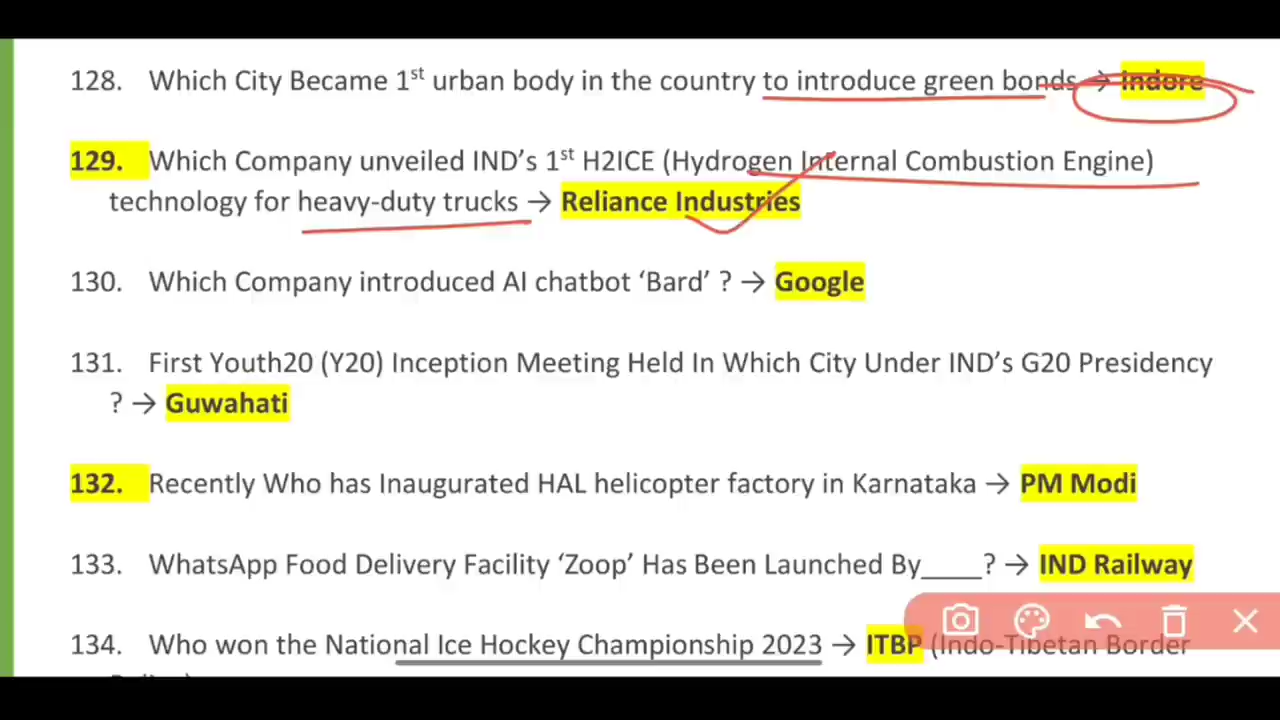 128. Which City Became 1st urban body in the country to introduce green bonds → Indore
129. Which Company unveiled IND’s 1st H2ICE (Hydrogen Internal Combustion Engine)
technology for heavy-duty trucks → Reliance Industries
130. Which Company introduced AI chatbot ‘Bard’ ? → Google
131. First Youth20 (Y20) Inception Meeting Held In Which City Under IND’s G20 Presidency
? → Guwahati
132. Recently Who has Inaugurated HAL helicopter factory in Karnataka → PM Modi
133. WhatsApp Food Delivery Facility ‘Zoop’ Has Been Launched By____? → IND Railway
134. Who won the National Ice Hockey Championship 2023 → ITBP (Indo-Tibetan Border